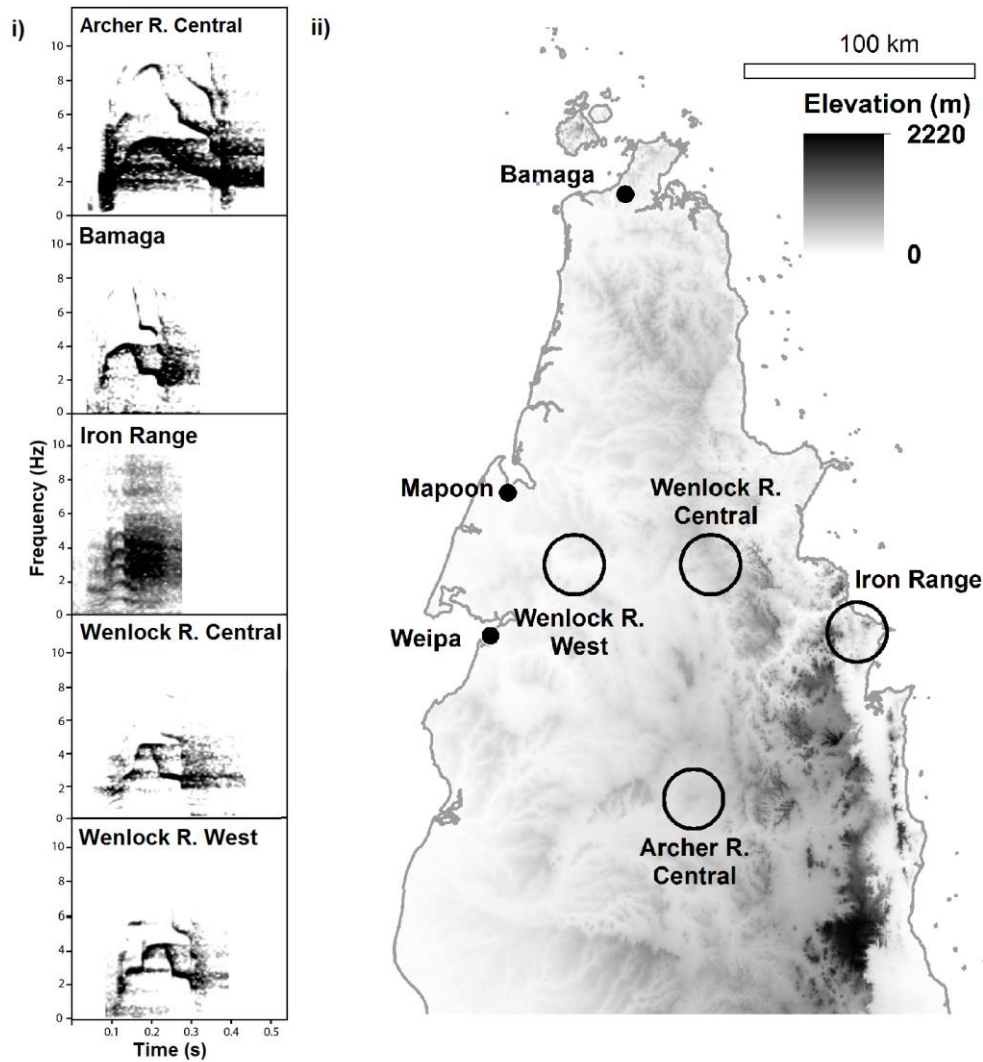 i)
Archer R. Central
10
8
6
4
2
0
Bamaga
10
8
6
4
2
0
Iron Range
10
8
6
4
2
0
Wenlock R. Central
10
8
6
4
2
0
Wenlock R. West
10
8
6
4
2
0
Frequency (Hz)
0.1 0.2 0.3 0.4 0.5
Time (s)
ii)
100 km
Elevation (m)
2220
0
Bamaga
Mapoon
Wenlock R.
Central
Iron Range
Wenlock R.
West
Weipa
Archer R.
Central